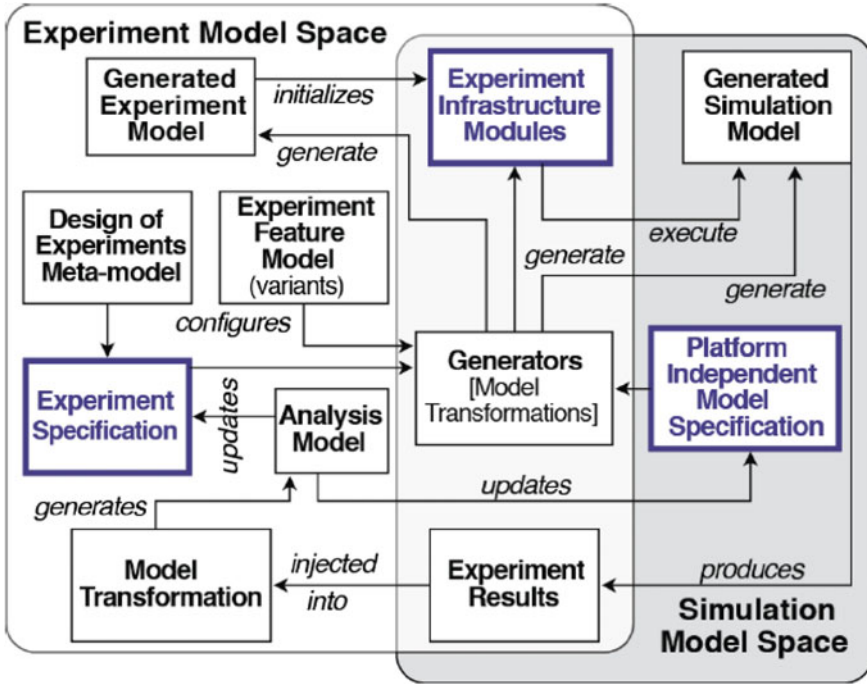 Experiment Model Space
Generated
Experiment
Model
initializes
Experiment
Infrastructure
Modules
Generated
Simulation
Model
generate
Design of
Experiments
Meta-model
Experiment
Feature
Model
(variants)
execute
generate
generate
configures
Generators
[Model
Transformations]
Platform
Independent
Model
Specification
Experiment
Specification
updates
Analysis
Model
updates
generates
Model
Transformation
injected
into
Experiment
Results
produces
Simulation
Model Space